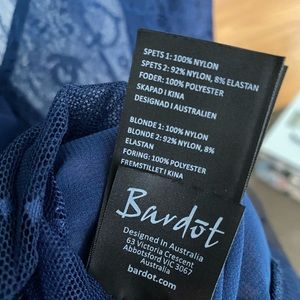 SPETS 1: 100% NYLON
SPETS 2: 92% NYLON, 8% ELASTAN
FODER: 100% POLYESTER
SKAPAD I KINA
DESIGNAD I AUSTRALIEN
BLONDE 1: 100% NYLON
BLONDE 2: 92% NYLON, 8%
ELASTAN
FORING: 100% POLYESTER
FREMSTILLET I KINA
Bardōt
Designed In Australia
63 Victoria Crescent
Abbotsford VIC 3067
Australia
bardot.com